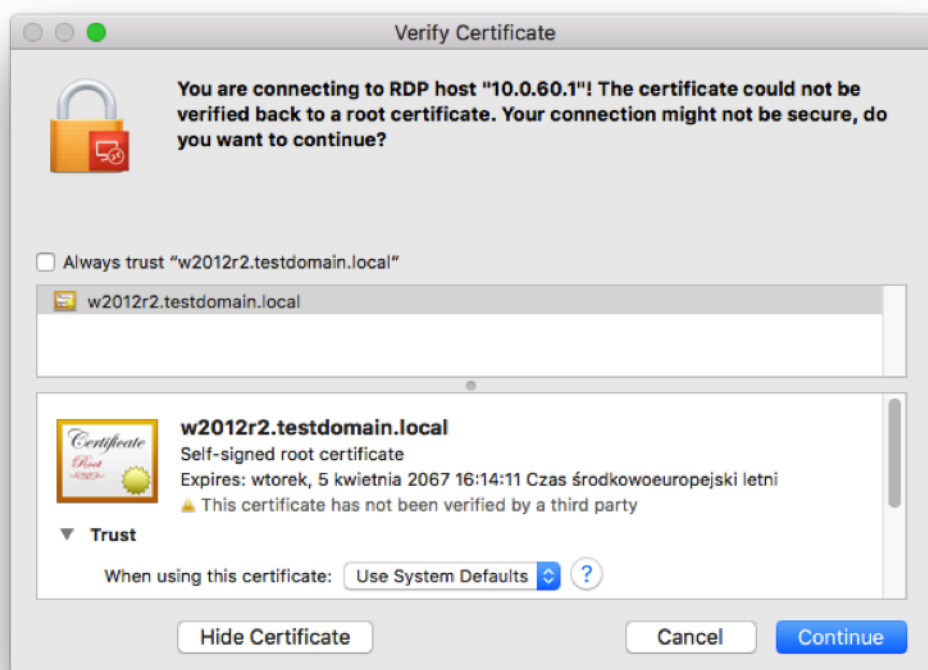 Verify Certificate
You are connecting to RDP host "10.0.60.1"! The certificate could not be
verified back to a root certificate. Your connection might not be secure, do
you want to continue?
Always trust “w2012r2.testdomain.local”
w2012r2.testdomain.local
Certificate
Root
w2012r2.testdomain.local
Self-signed root certificate
Expires: wtorek, 5 kwietnia 2067 16:14:11 Czas środkowoeuropejski letni
This certificate has not been verified by a third party
Trust
When using this certificate: Use System Defaults ?
Hide Certificate Cancel Continue